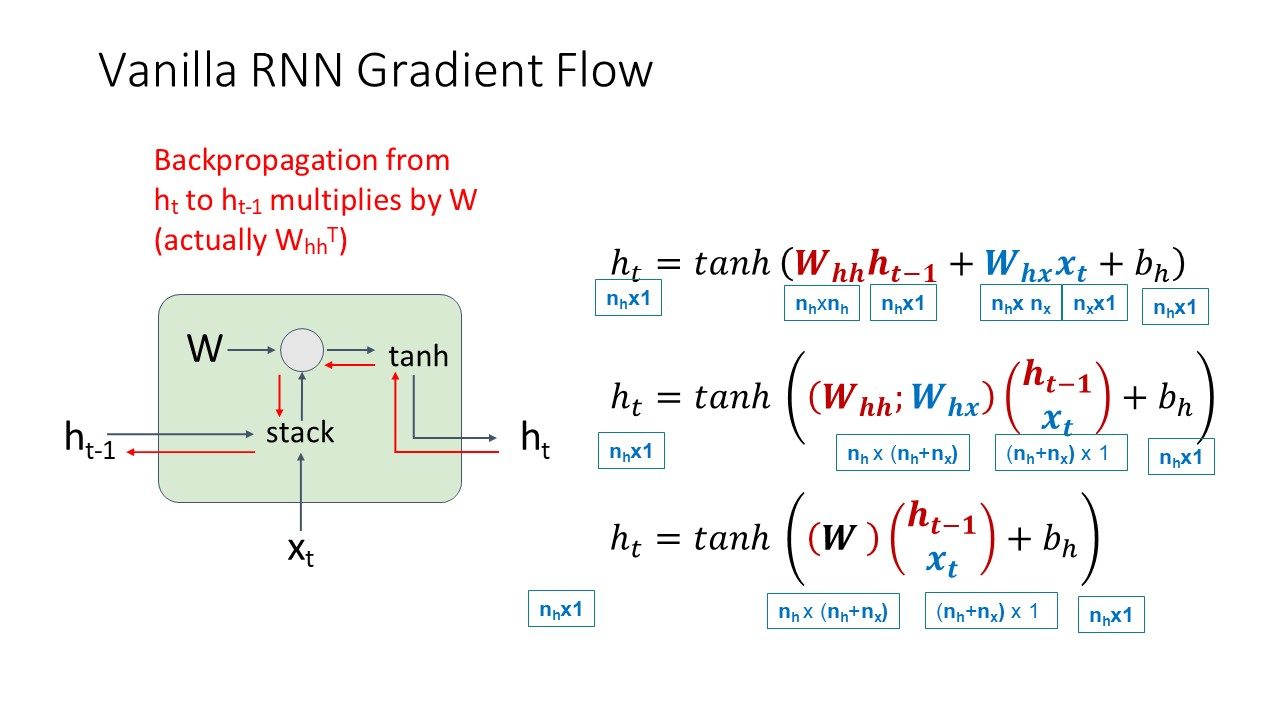 Vanilla RNN Gradient Flow
Backpropagation from
hₜ to hₜ₋₁ multiplies by W
(actually Wₕₕᵀ)
W
tanh
stack
hₜ₋₁
hₜ
xₜ
hₜ = tanh (Wₕₕhₜ₋₁ + Wₕₓxₜ + bₕ)
nₕx1 nₕxnₕ nₕx1 nₕx nₓ nₓx1 nₕx1
hₜ = tanh ((Wₕₕ; Wₕₓ) (hₜ₋₁ xₜ) + bₕ)
nₕx1 nₕ x (nₕ+nₓ) (nₕ+nₓ) x 1 nₕx1
hₜ = tanh ((W) (hₜ₋₁ xₜ) + bₕ)
nₕx1 nₕ x (nₕ+nₓ) (nₕ+nₓ) x 1 nₕx1